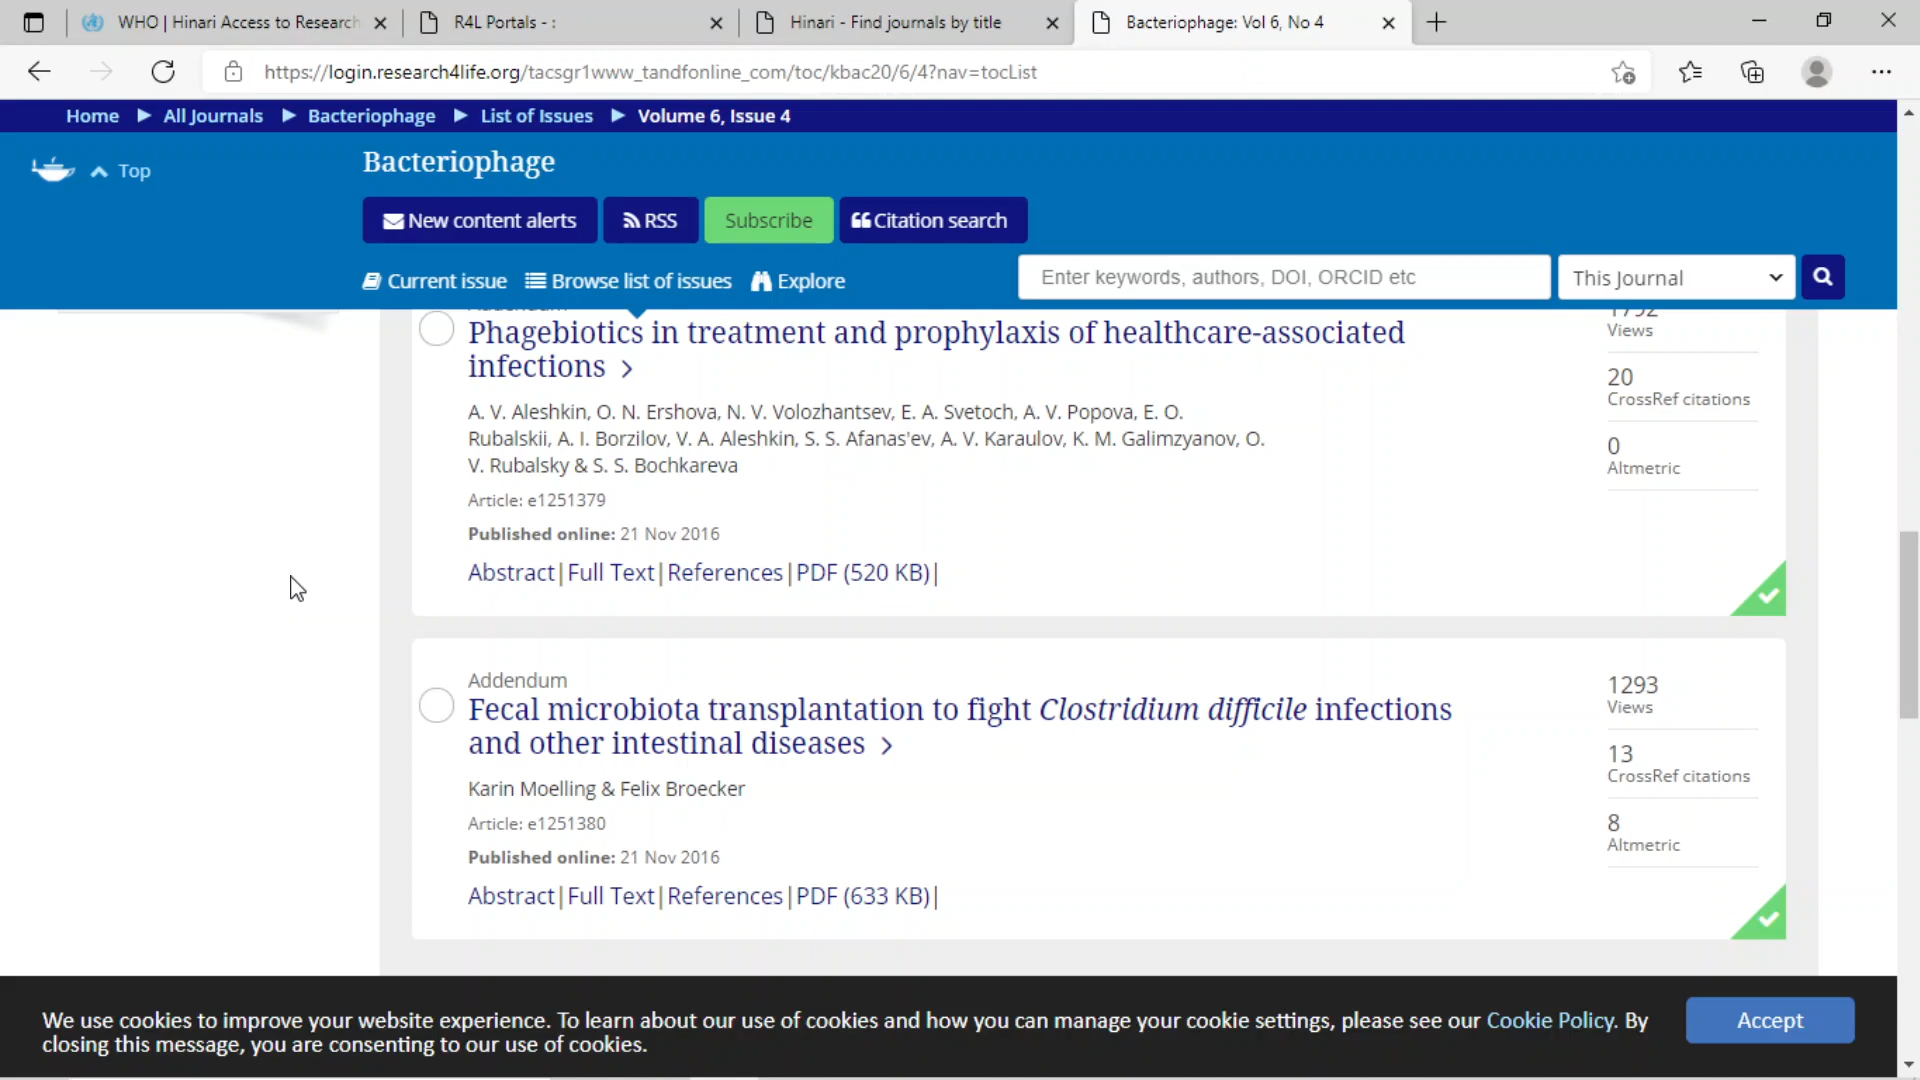 WHO | Hinari Access to Research
R4L Portals - :
Hinari - Find journals by title
Bacteriophage: Vol 6, No 4
https://login.research4life.org/tacsgr1www_tandfonline_com/toc/kbac20/6/4?nav=tocList
Home ▶ All Journals ▶ Bacteriophage ▶ List of Issues ▶ Volume 6, Issue 4
Top
Bacteriophage
New content alerts
RSS
Subscribe
Citation search
Current issue
Browse list of issues
Explore
Enter keywords, authors, DOI, ORCID etc
This Journal
Phagebiotics in treatment and prophylaxis of healthcare-associated
infections >
A. V. Aleshkin, O. N. Ershova, N. V. Volozhantsev, E. A. Svetoch, A. V. Popova, E. O.
Rubalskii, A. I. Borzilov, V. A. Aleshkin, S. S. Afanas'ev, A. V. Karaulov, K. M. Galimzyanov, O.
V. Rubalsky & S. S. Bochkareva
Article: e1251379
Published online: 21 Nov 2016
Abstract|Full Text|References|PDF (520 KB)|
Views
20
CrossRef citations
0
Altmetric
Addendum
Fecal microbiota transplantation to fight Clostridium difficile infections
and other intestinal diseases >
Karin Moelling & Felix Broecker
Article: e1251380
Published online: 21 Nov 2016
Abstract|Full Text|References|PDF (633 KB)|
1293
Views
13
CrossRef citations
8
Altmetric
We use cookies to improve your website experience. To learn about our use of cookies and how you can manage your cookie settings, please see our Cookie Policy. By
closing this message, you are consenting to our use of cookies.
Accept